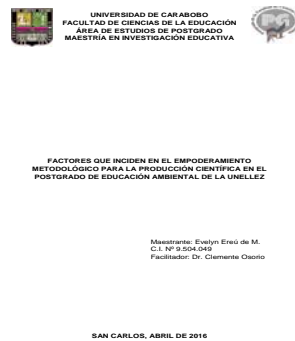 UNIVERSIDAD DE CARABOBO
FACULTAD DE CIENCIAS DE LA EDUCACIÓN
ÁREA DE ESTUDIOS DE POSTGRADO
MAESTRÍA EN INVESTIGACIÓN EDUCATIVA
FACTORES QUE INCIDEN EN EL EMPODERAMIENTO
METODOLÓGICO PARA LA PRODUCCIÓN CIENTÍFICA EN EL
POSTGRADO DE EDUCACIÓN AMBIENTAL DE LA UNELLEZ
Maestrante: Evelyn Ereú de M.
C.I. Nº 9.504.049
Facilitador: Dr. Clemente Osorio
SAN CARLOS, ABRIL DE 2016